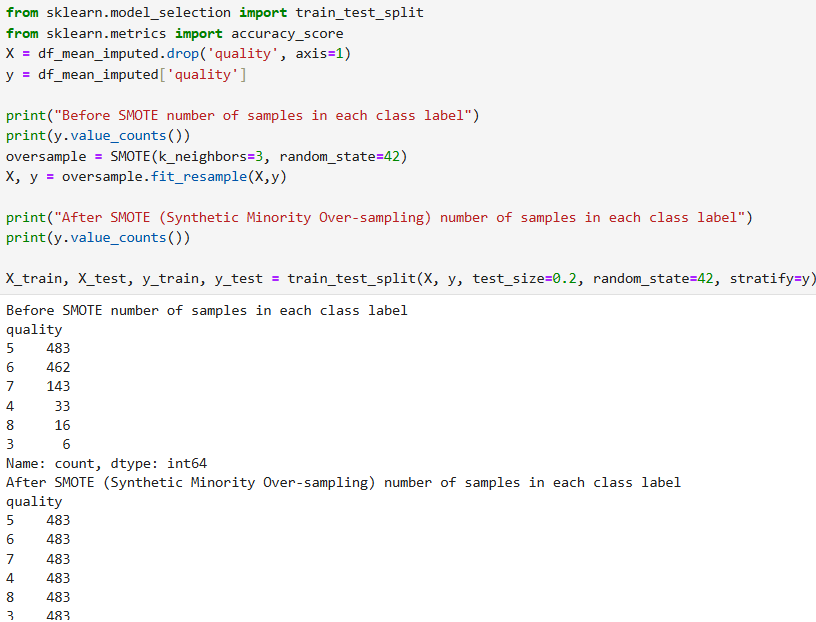 from sklearn.model_selection import train_test_split
from sklearn.metrics import accuracy_score
X = df_mean_imputed.drop('quality', axis=1)
y = df_mean_imputed['quality']
print("Before SMOTE number of samples in each class label")
print(y.value_counts())
oversample = SMOTE(k_neighbors=3, random_state=42)
X, y = oversample.fit_resample(X,y)
print("After SMOTE (Synthetic Minority Over-sampling) number of samples in each class label")
print(y.value_counts())
X_train, X_test, y_train, y_test = train_test_split(X, y, test_size=0.2, random_state=42, stratify=y)
Before SMOTE number of samples in each class label
quality
5    483
6    462
7    143
4     33
8     16
3      6
Name: count, dtype: int64
After SMOTE (Synthetic Minority Over-sampling) number of samples in each class label
quality
5    483
6    483
7    483
4    483
8    483
3    483